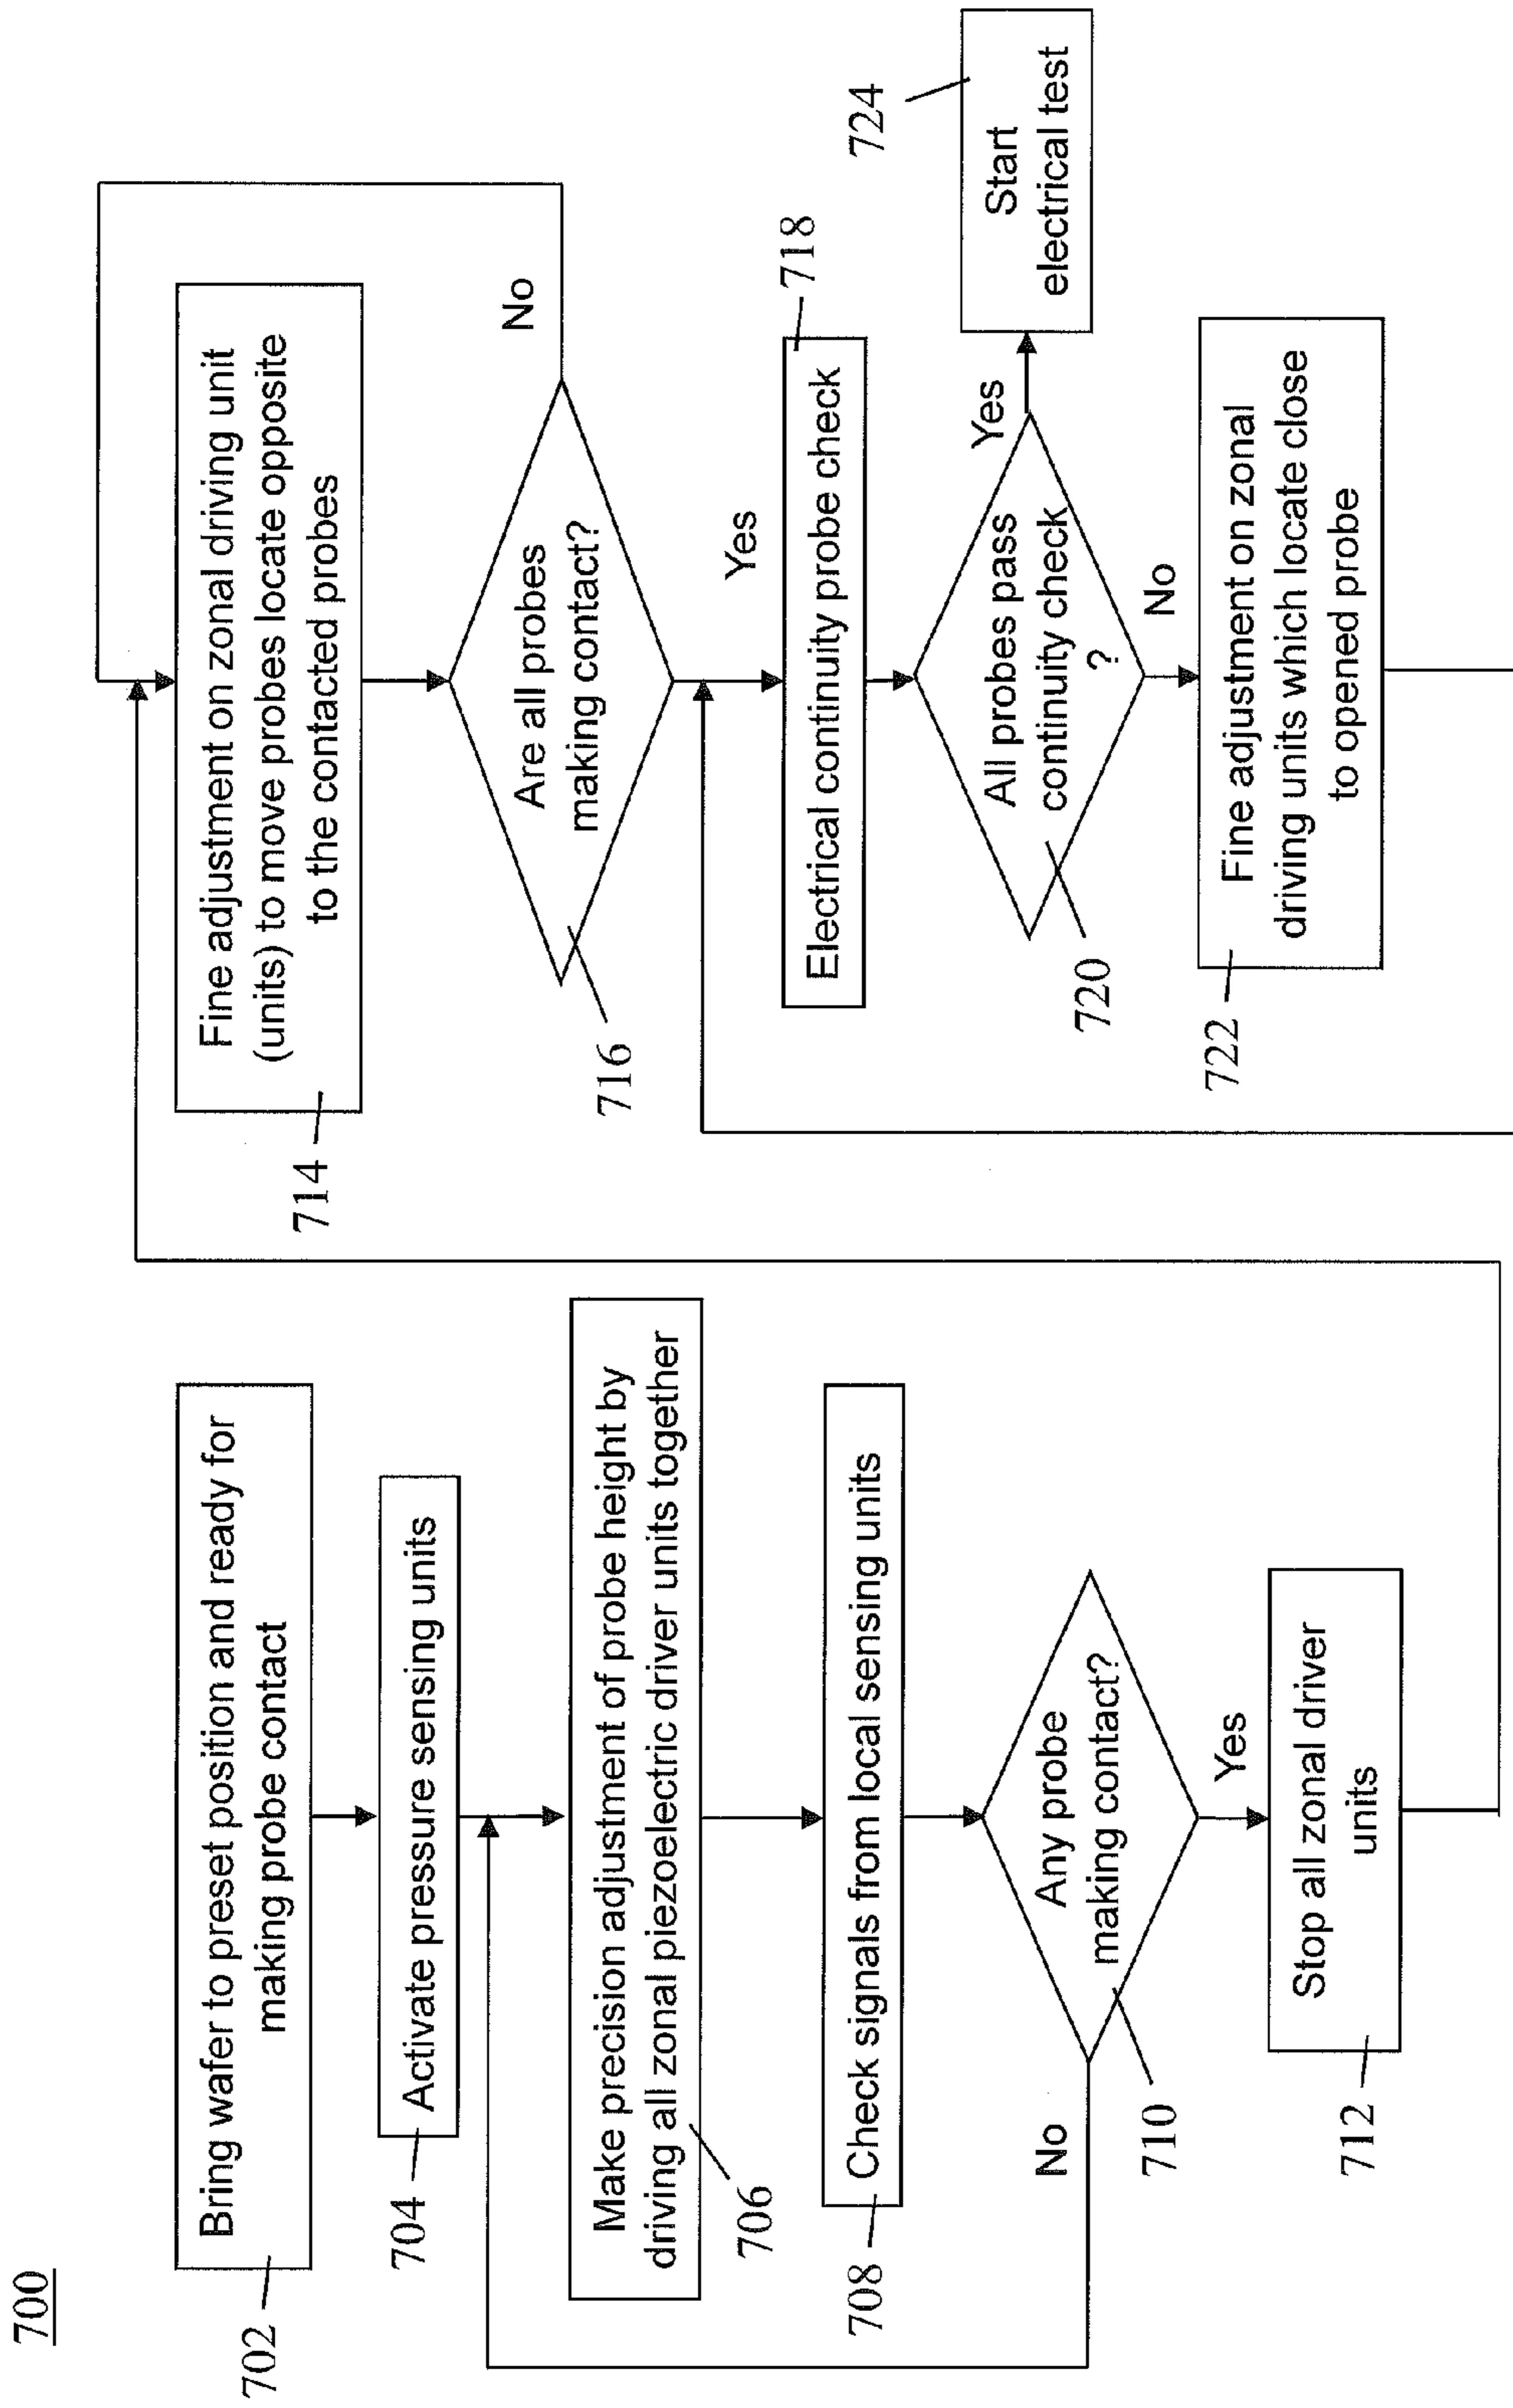 700
702
Bring wafer to preset position and ready for
making probe contact
704
Activate pressure sensing units
Make precision adjustment of probe height by
driving all zonal piezoelectric driver units together
706
708
Check signals from local sensing units
Any probe
making contact?
No
Yes
710
Stop all zonal driver
units
712
714
Fine adjustment on zonal driving unit
(units) to move probes locate opposite
to the contacted probes
Are all probes
making contact?
No
716
Yes
Electrical continuity probe check
718
All probes pass
continuity check
?
Yes
720
No
724
Start
electrical test
722
Fine adjustment on zonal
driving units which locate close
to opened probe